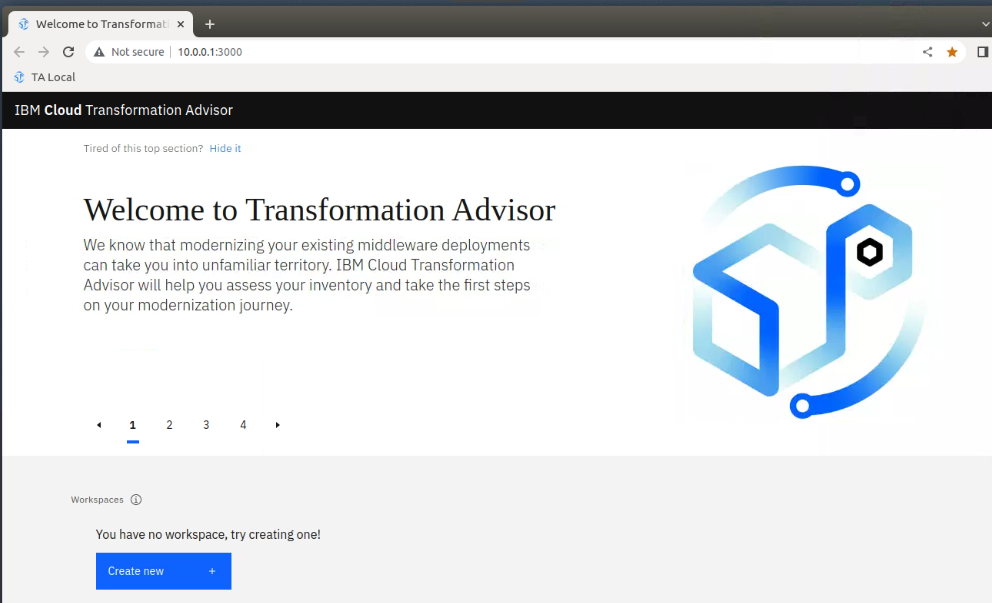 Welcome to Transformati
Not secure
10.0.0.1:3000
TA Local
IBM Cloud Transformation Advisor
Tired of this top section? Hide it
Welcome to Transformation Advisor
We know that modernizing your existing middleware deployments
can take you into unfamiliar territory. IBM Cloud Transformation
Advisor will help you assess your inventory and take the first steps
on your modernization journey.
1 2 3 4
Workspaces
You have no workspace, try creating one!
Create new +